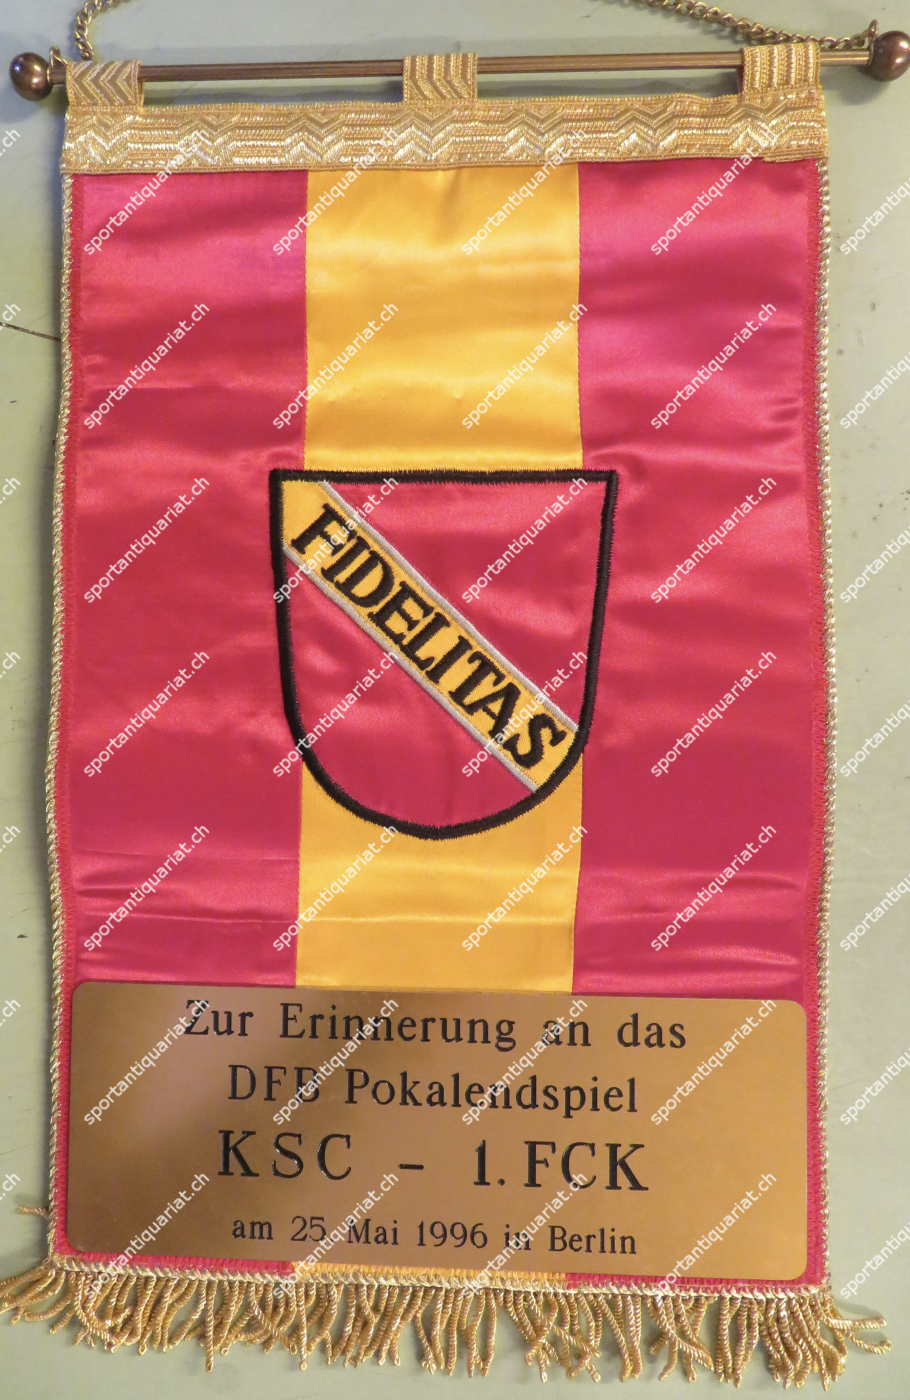 FIDELITAS
Zur Erinnerung an das
DFB Pokalendspiel
KSC - 1. FCK
am 25 Mai 1996 in Berlin
sportantiquariat.ch